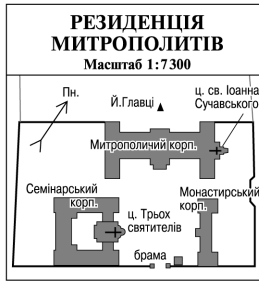 РЕЗИДЕНЦІЯ
МИТРОПОЛИТІВ
Масштаб 1:7300
Пн.
Й.Главці
ц. св. Іоанна
Сучавського
Митрополичий корп.
Семінарський
корп.
Монастирський
корп.
ц. Трьох
святителів
брама